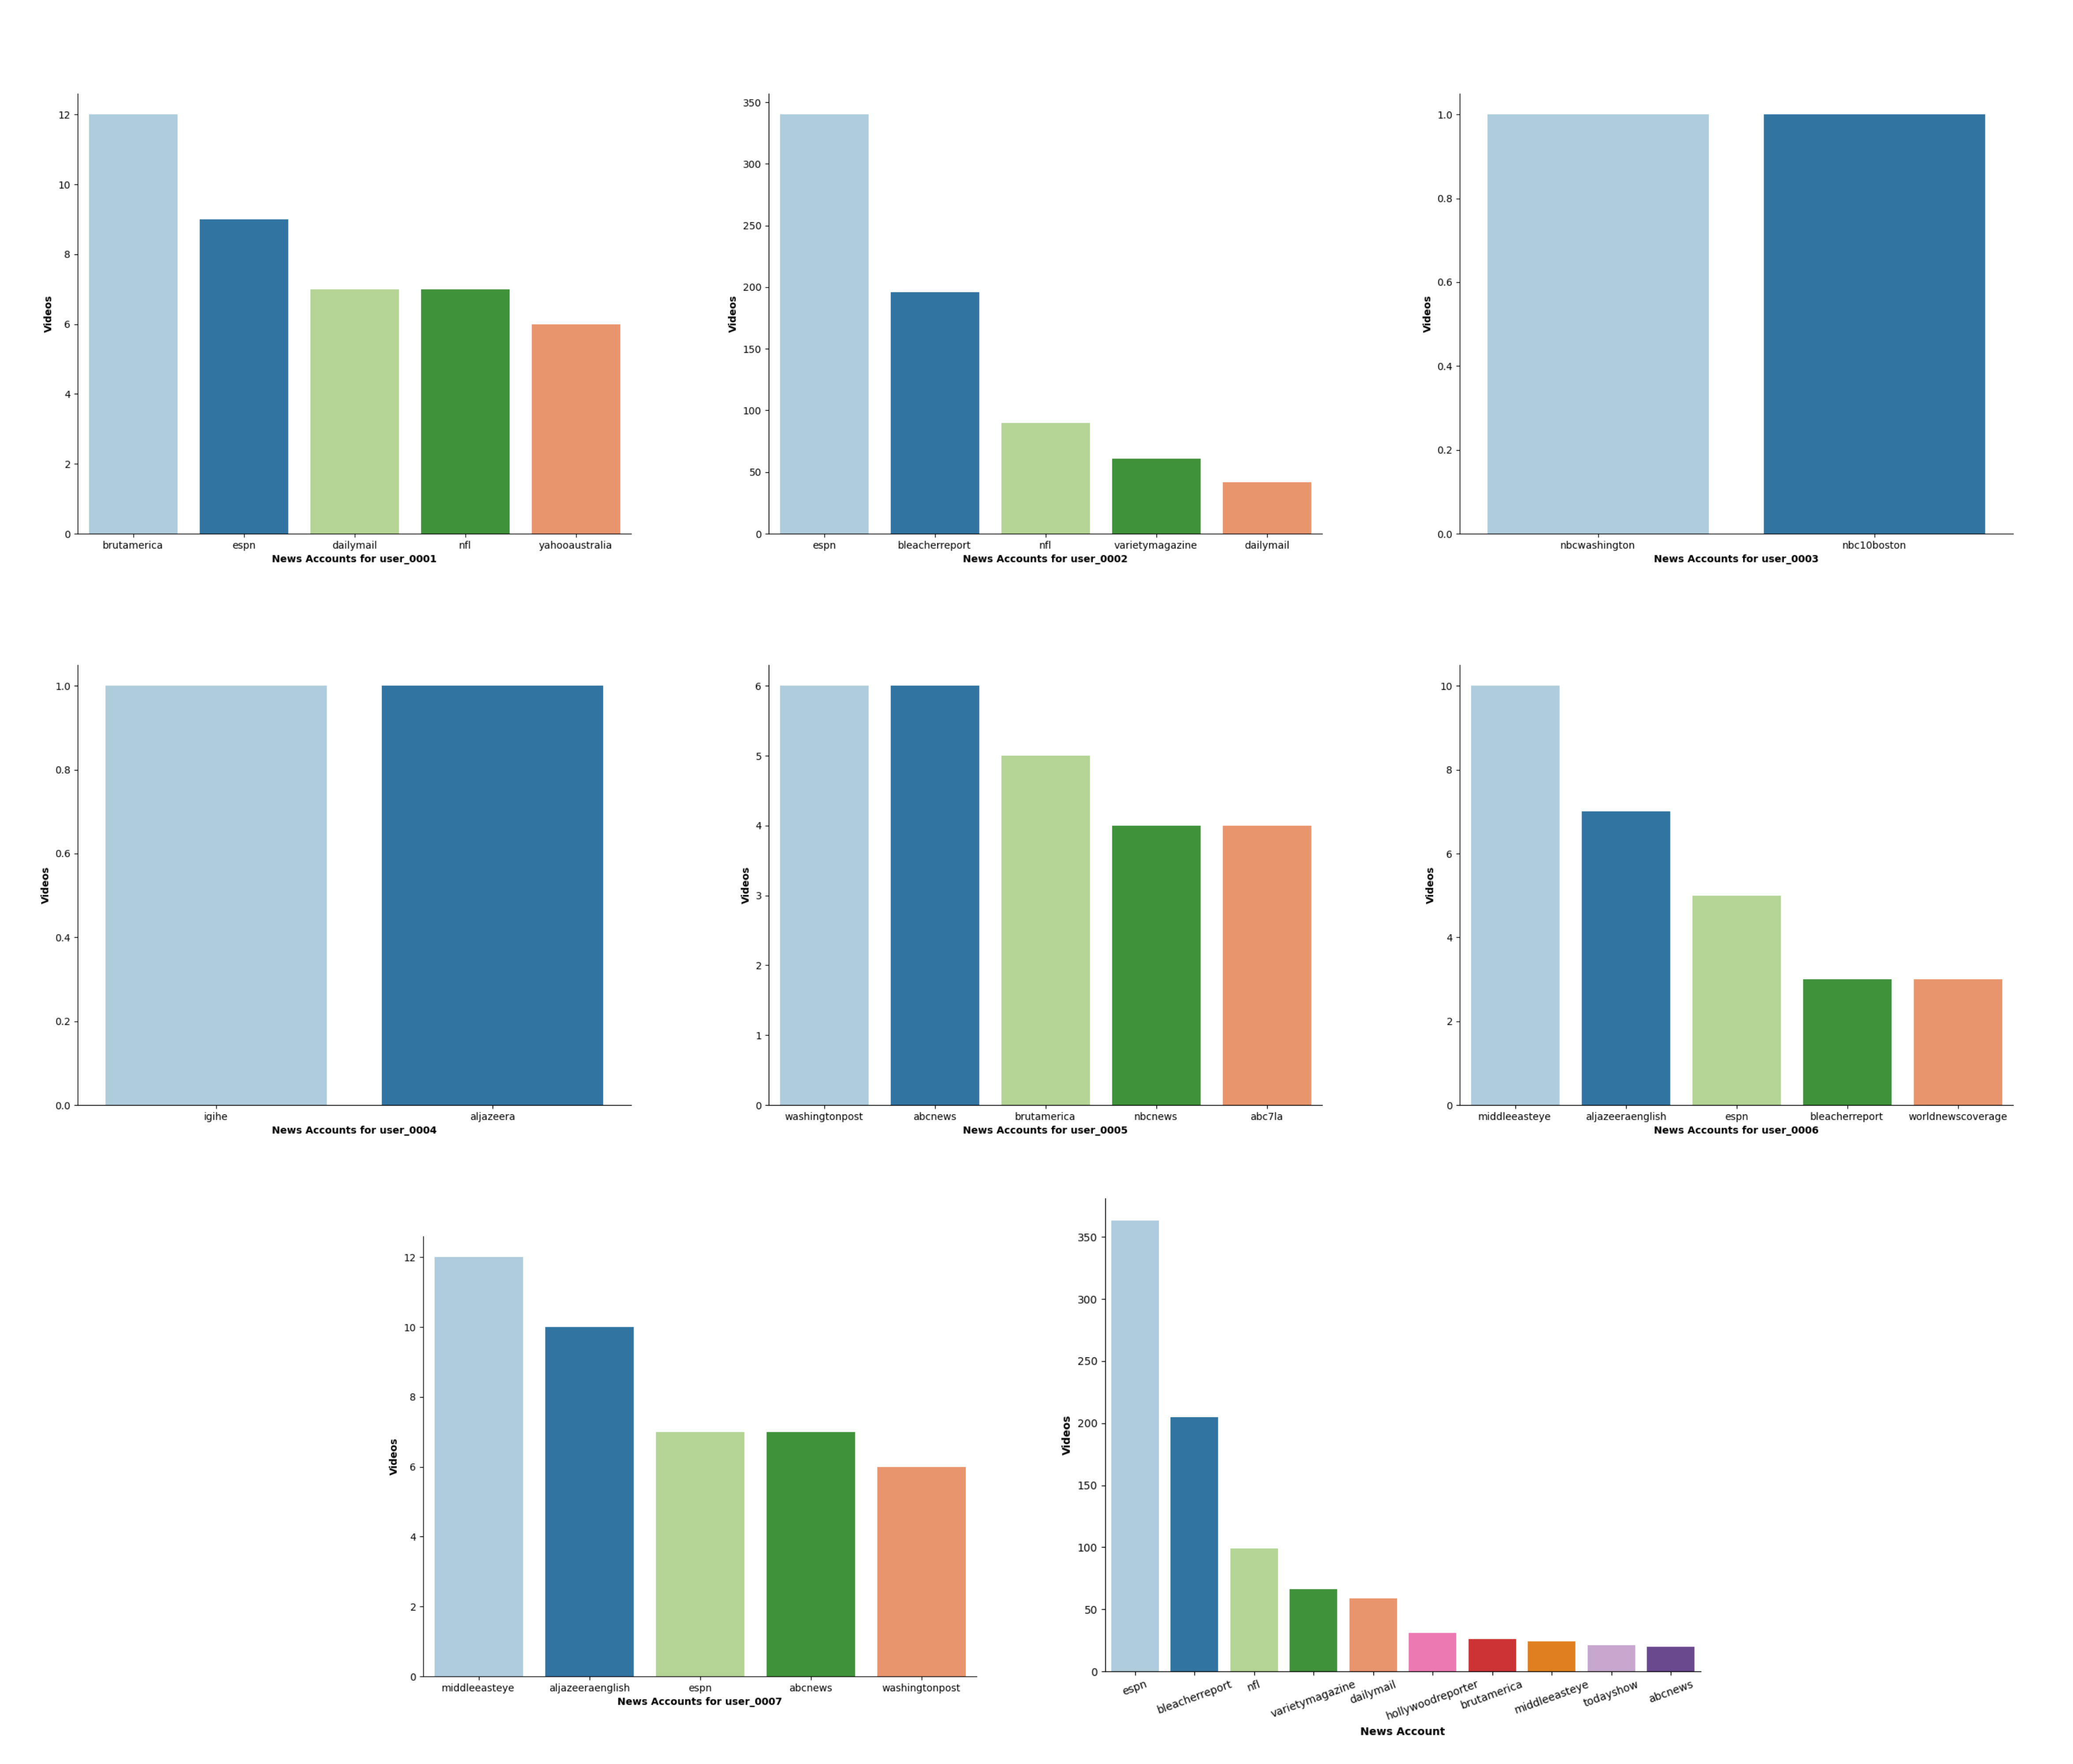 12
10
8
6
4
2
0
Videos
brutamerica espn dailymail nfl yahooaustralia
News Accounts for user_0001
350
300
250
200
150
100
50
0
Videos
espn bleacherreport nfl varietymagazine dailymail
News Accounts for user_0002
1.0
0.8
0.6
0.4
0.2
0.0
Videos
nbcwashington nbc10boston
News Accounts for user_0003
1.0
0.8
0.6
0.4
0.2
0.0
Videos
igihe aljazeera
News Accounts for user_0004
6
5
4
3
2
1
0
Videos
washingtonpost abcnews brutamerica nbcnews abc7la
News Accounts for user_0005
10
8
6
4
2
0
Videos
middleeasteye aljazeeraenglish espn bleacherreport worldnewscoverage
News Accounts for user_0006
12
10
8
6
4
2
0
Videos
middleeasteye aljazeeraenglish espn abcnews washingtonpost
News Accounts for user_0007
350
300
250
200
150
100
50
0
Videos
espn bleacherreport nfl varietymagazine dailymail hollywoodreporter brutamerica middleeasteye todayshow abcnews
News Account